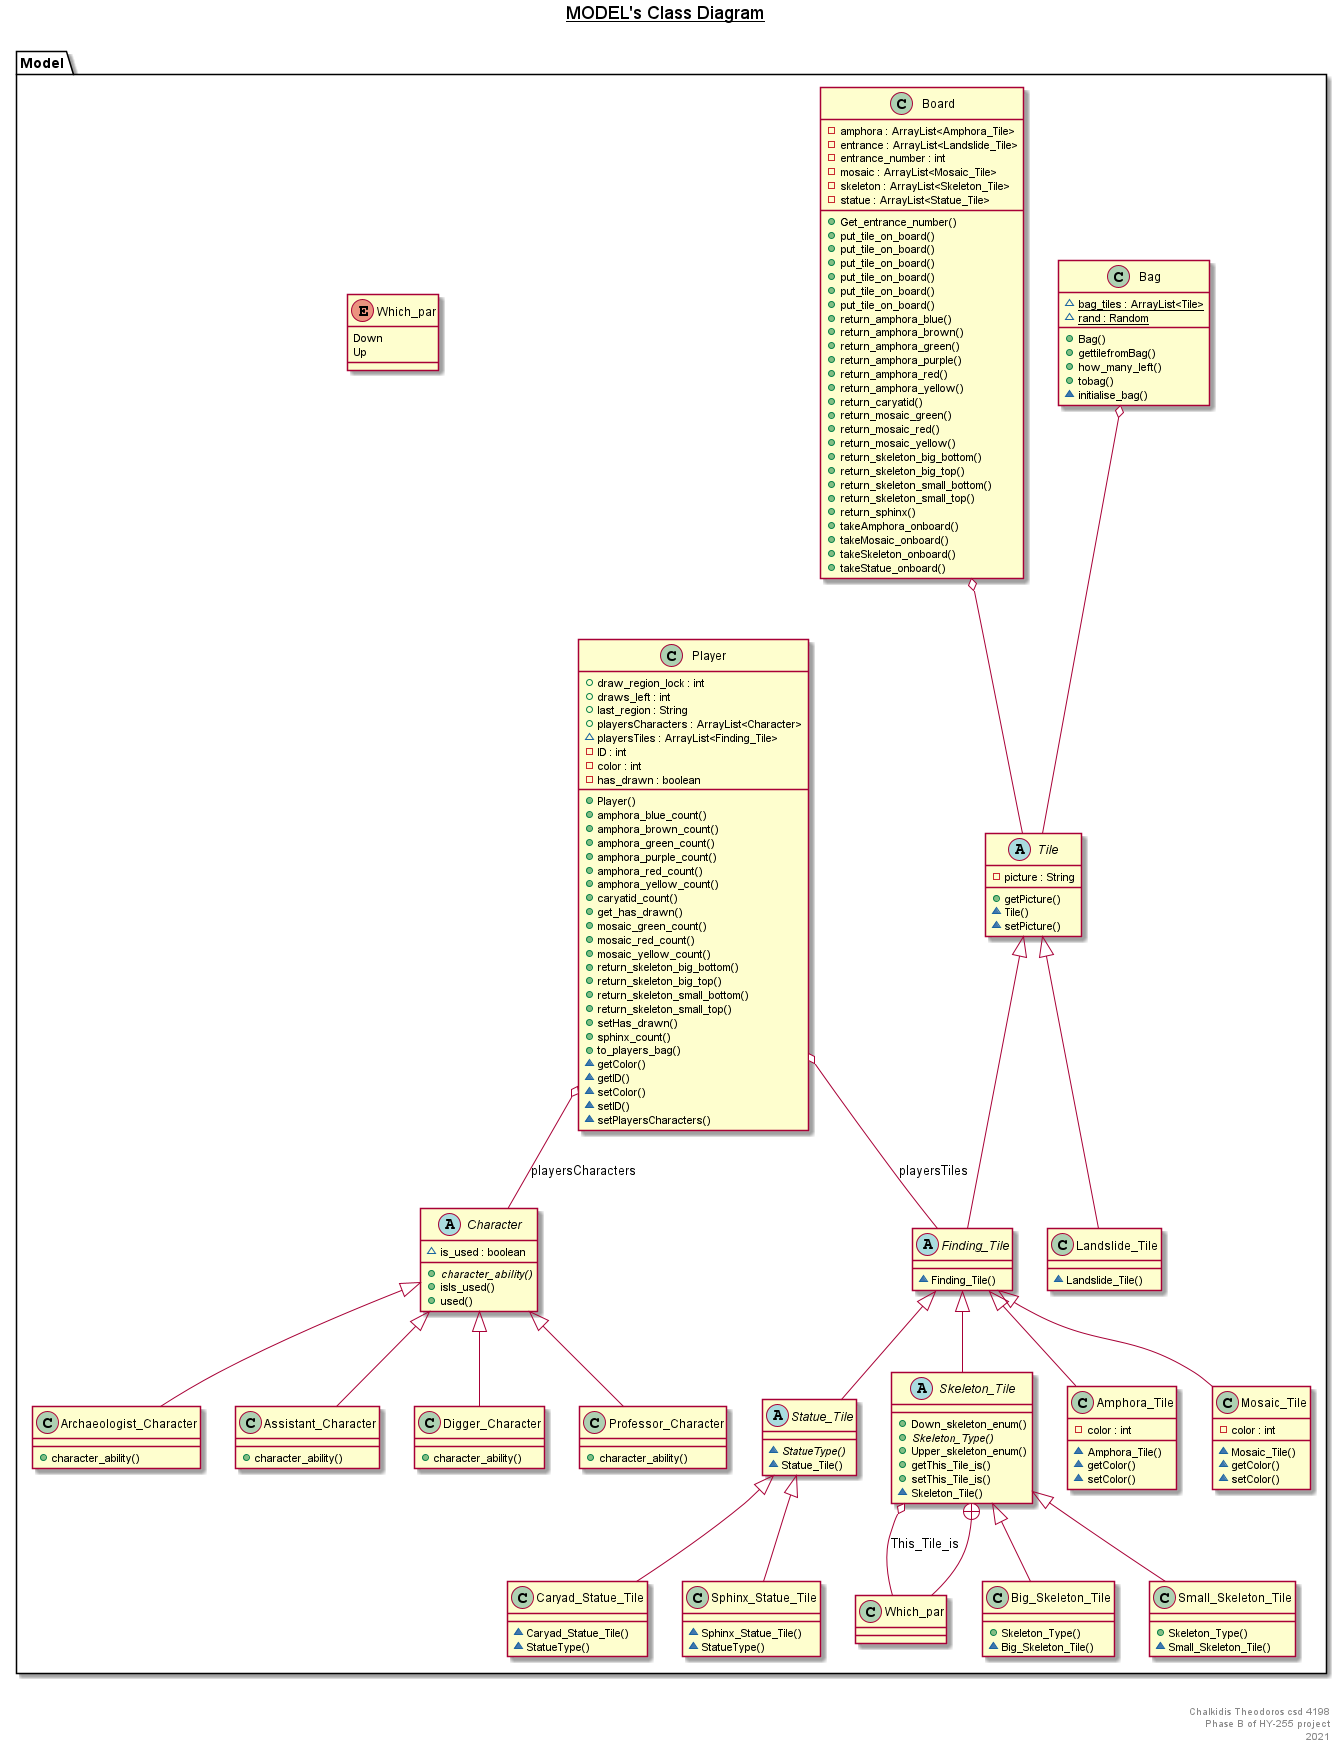 MODEL's Class Diagram
Model
C Board
amphora : ArrayList<Amphora_Tile>
entrance : ArrayList<Landslide_Tile>
entrance_number : int
mosaic : ArrayList<Mosaic_Tile>
skeleton : ArrayList<Skeleton_Tile>
statue : ArrayList<Statue_Tile>
Get_entrance_number()
put_tile_on_board()
put_tile_on_board()
put_tile_on_board()
put_tile_on_board()
put_tile_on_board()
put_tile_on_board()
return_amphora_blue()
return_amphora_brown()
return_amphora_green()
return_amphora_purple()
return_amphora_red()
return_amphora_yellow()
return_caryatid()
return_mosaic_green()
return_mosaic_red()
return_mosaic_yellow()
return_skeleton_big_bottom()
return_skeleton_big_top()
return_skeleton_small_bottom()
return_skeleton_small_top()
return_sphinx()
takeAmphora_onboard()
takeMosaic_onboard()
takeSkeleton_onboard()
takeStatue_onboard()
C Bag
bag_tiles : ArrayList<Tile>
rand : Random
Bag()
gettilefromBag()
how_many_left()
tobag()
initialise_bag()
E Which_par
Down
Up
C Player
draw_region_lock : int
draws_left : int
last_region : String
playersCharacters : ArrayList<Character>
playersTiles : ArrayList<Finding_Tile>
ID : int
color : int
has_drawn : boolean
Player()
amphora_blue_count()
amphora_brown_count()
amphora_green_count()
amphora_purple_count()
amphora_red_count()
amphora_yellow_count()
caryatid_count()
get_has_drawn()
mosaic_green_count()
mosaic_red_count()
mosaic_yellow_count()
return_skeleton_big_bottom()
return_skeleton_big_top()
return_skeleton_small_bottom()
return_skeleton_small_top()
setHas_drawn()
sphinx_count()
to_players_bag()
getColor()
getID()
setColor()
setID()
setPlayersCharacters()
A Tile
picture : String
getPicture()
Tile()
setPicture()
playersCharacters
playersTiles
A Character
is_used : boolean
character_ability()
isIs_used()
used()
A Finding_Tile
Finding_Tile()
C Landslide_Tile
Landslide_Tile()
C Archaeologist_Character
character_ability()
C Assistant_Character
character_ability()
C Digger_Character
character_ability()
C Professor_Character
character_ability()
A Statue_Tile
StatueType()
Statue_Tile()
A Skeleton_Tile
Down_skeleton_enum()
Skeleton_Type()
Upper_skeleton_enum()
getThis_Tile_is()
setThis_Tile_is()
Skeleton_Tile()
C Amphora_Tile
color : int
Amphora_Tile()
getColor()
setColor()
C Mosaic_Tile
color : int
Mosaic_Tile()
getColor()
setColor()
This_Tile_is
C Caryad_Statue_Tile
Caryad_Statue_Tile()
StatueType()
C Sphinx_Statue_Tile
Sphinx_Statue_Tile()
StatueType()
C Which_par
C Big_Skeleton_Tile
Skeleton_Type()
Big_Skeleton_Tile()
C Small_Skeleton_Tile
Skeleton_Type()
Small_Skeleton_Tile()
Chalkidis Theodoros csd 4198
Phase B of HY-255 project
2021